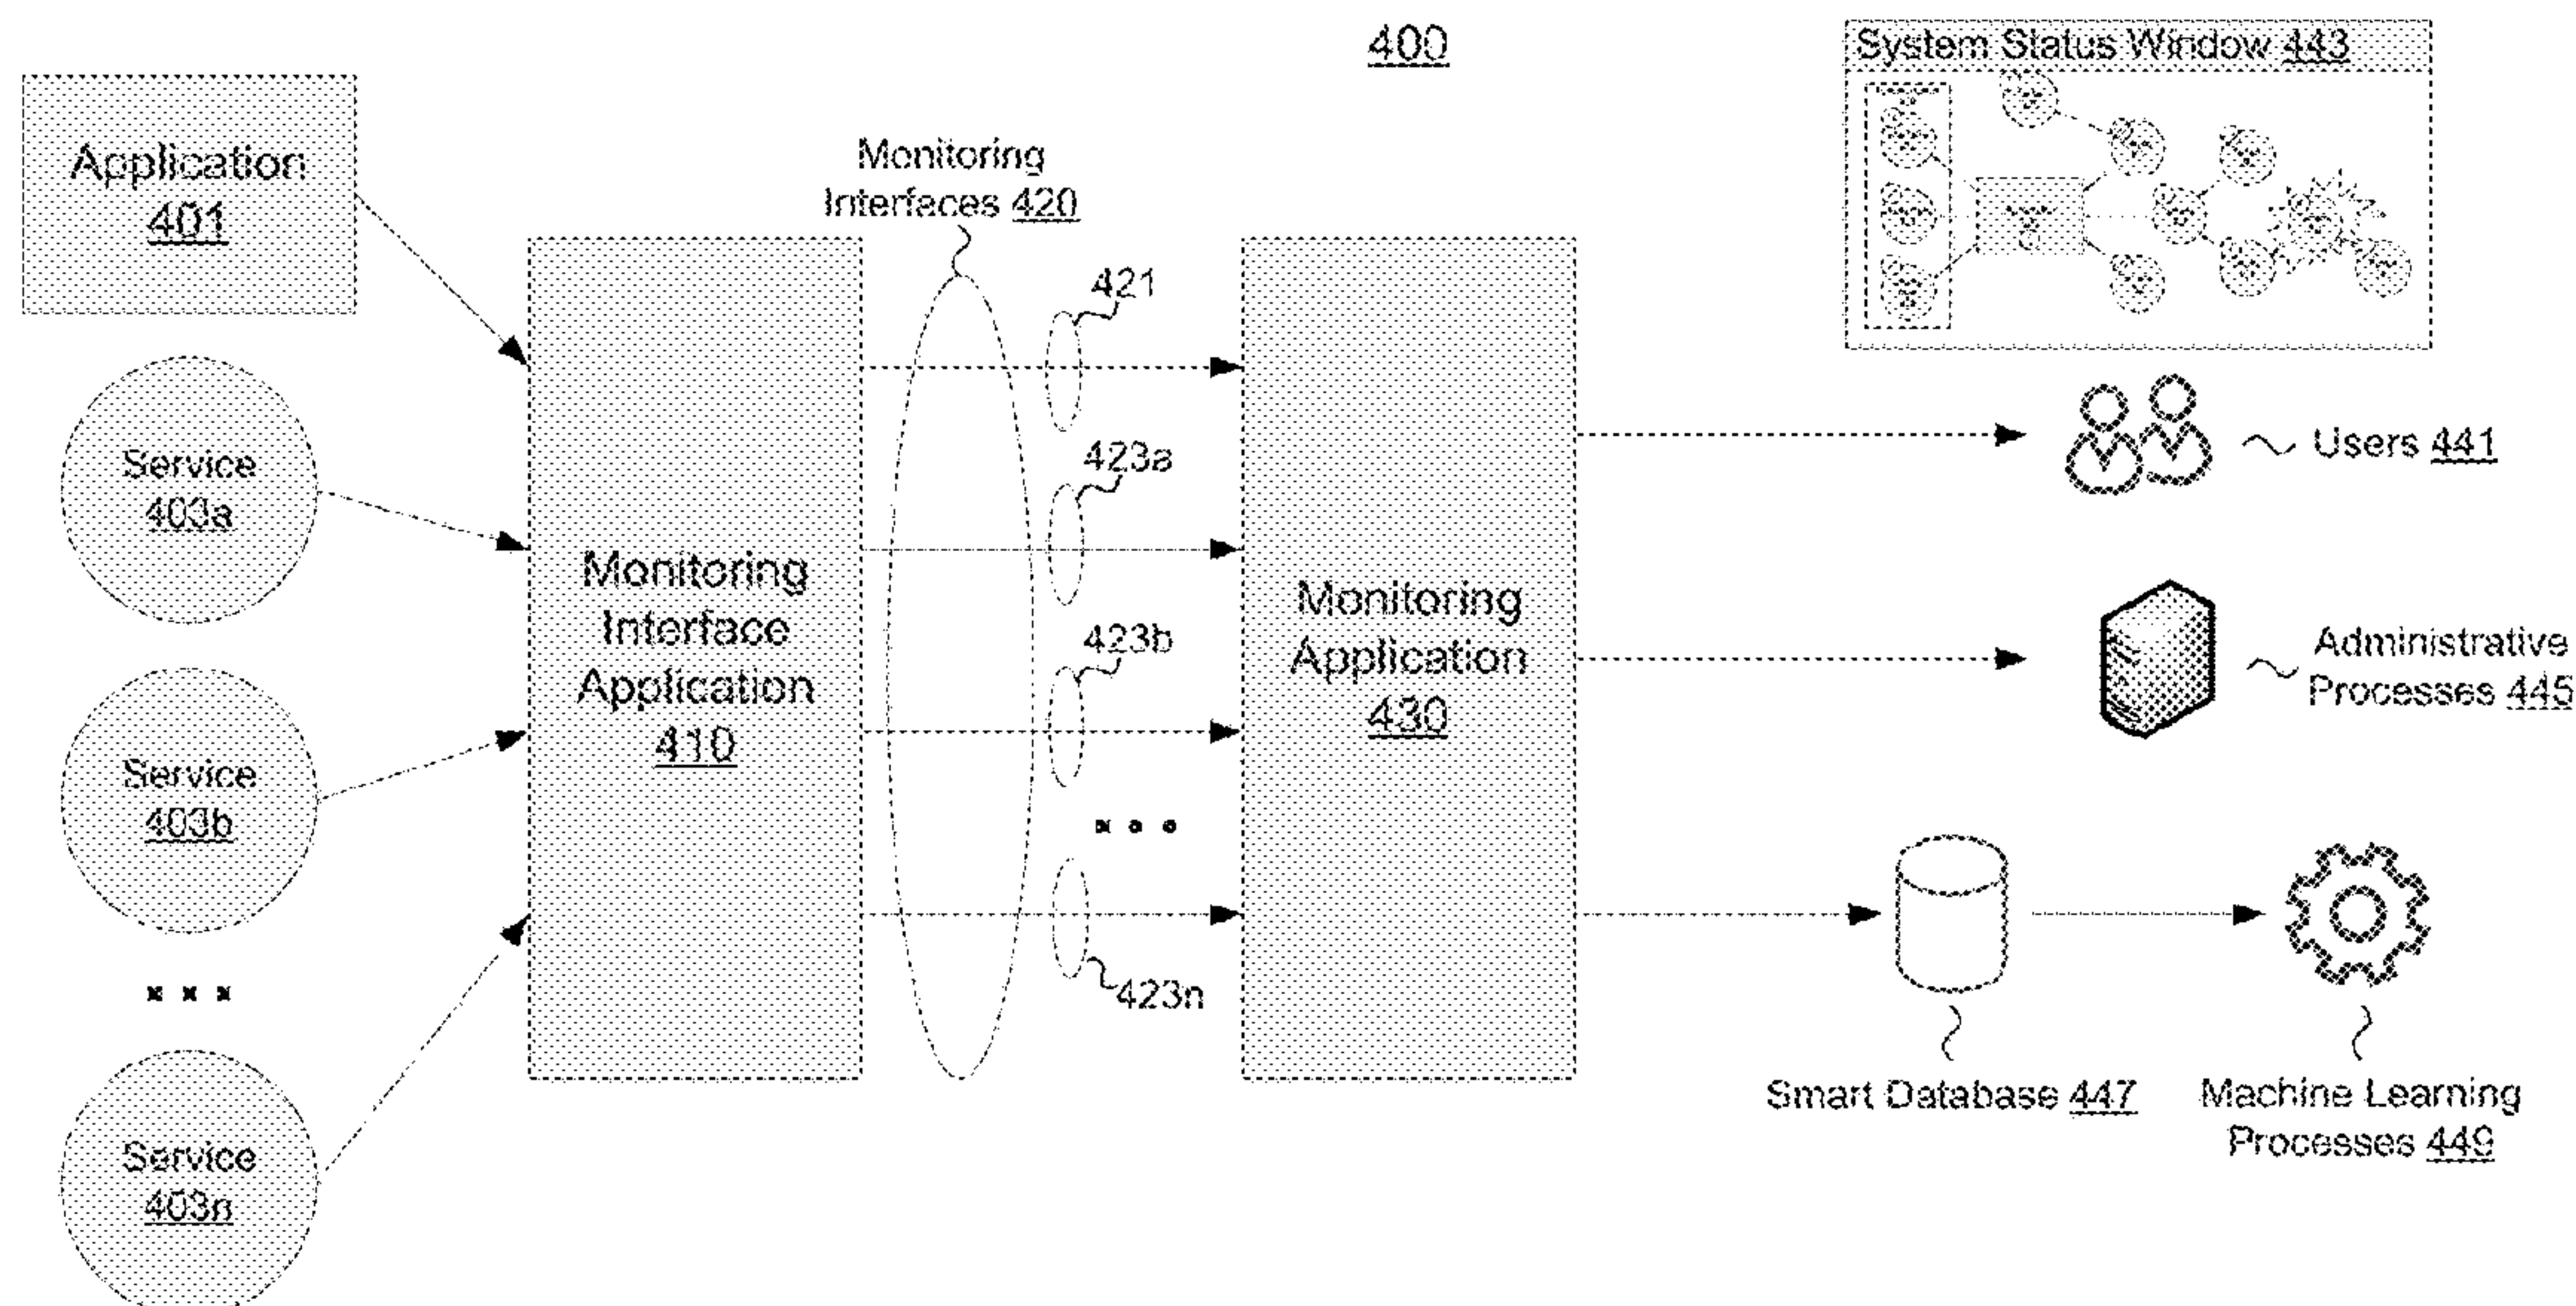 400
System Status Window 443
Application
401
Monitoring
Interfaces 420
421
Service
403a
423a
Users 441
Monitoring
Interface
Application
410
423b
Monitoring
Application
430
Administrative
Processes 445
Service
403b
423n
Smart Database 447
Machine Learning
Processes 449
Service
403n